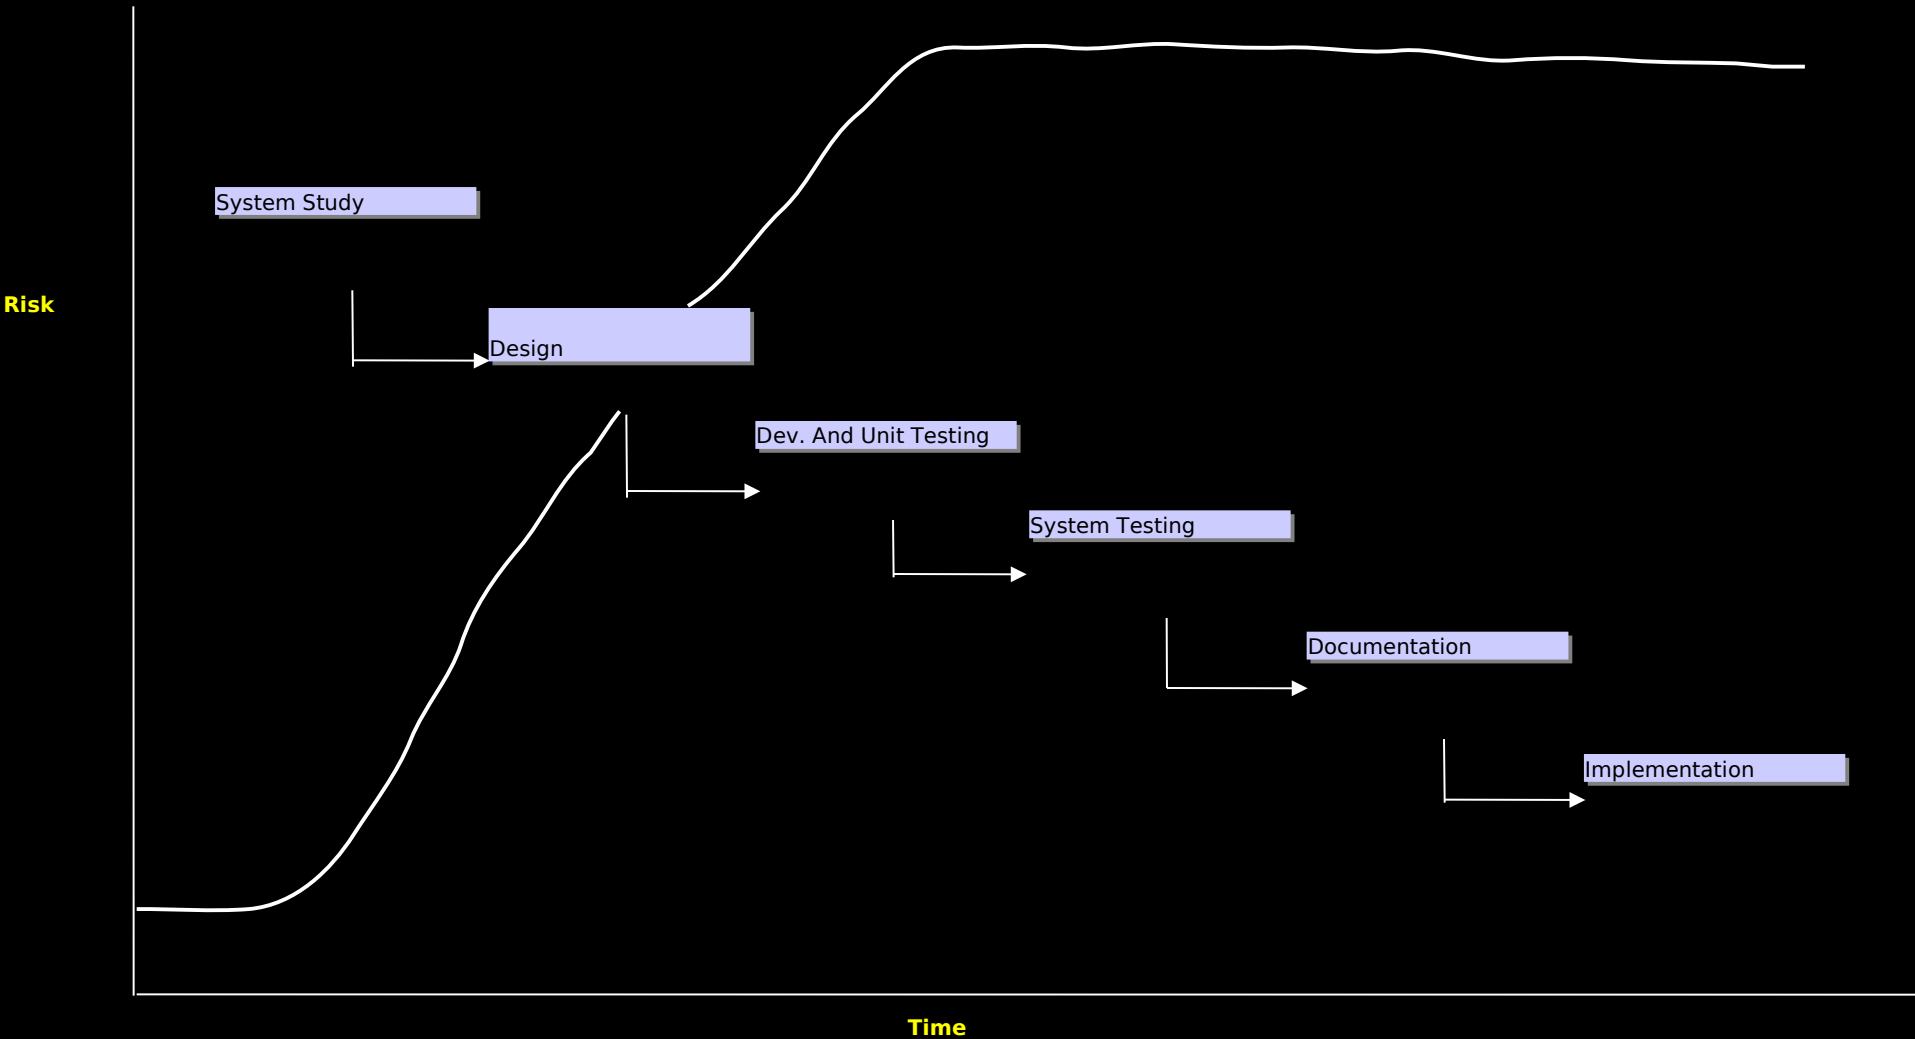 System Study
Risk
Design
Dev. And Unit Testing
System Testing
Documentation
Implementation
Time